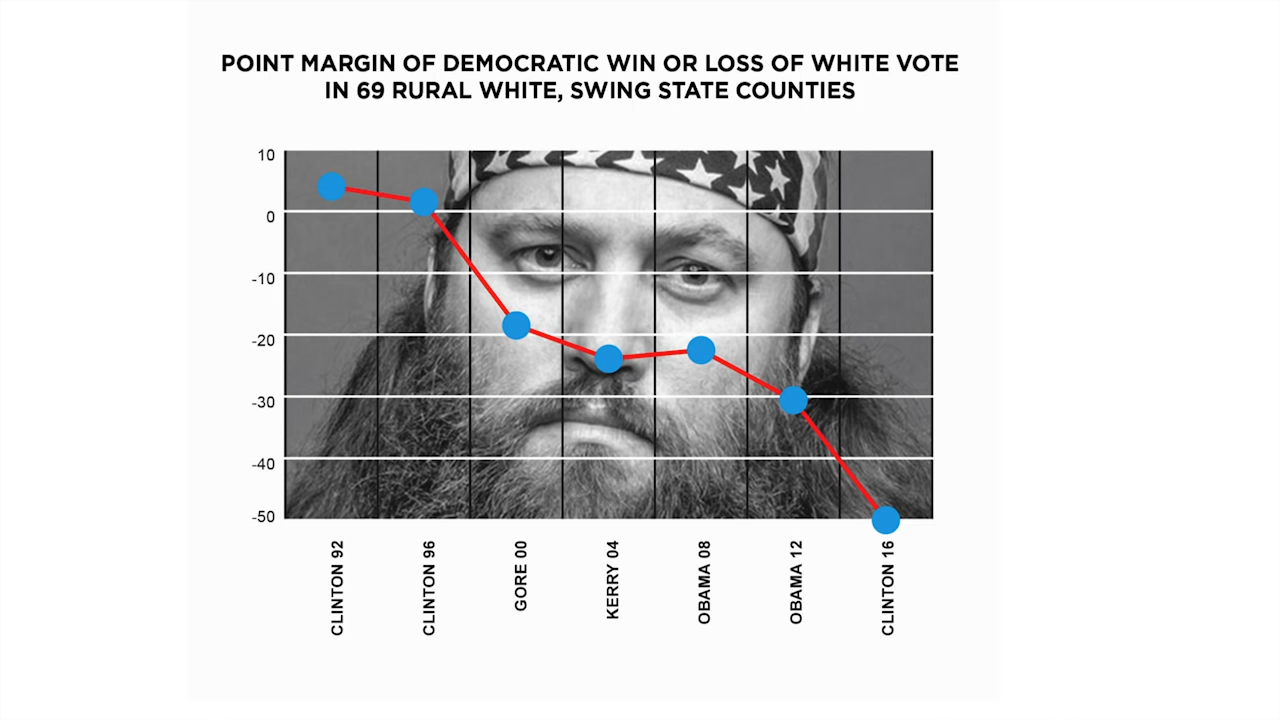 POINT MARGIN OF DEMOCRATIC WIN OR LOSS OF WHITE VOTE
IN 69 RURAL WHITE, SWING STATE COUNTIES
10
0
-10
-20
-30
-40
-50
CLINTON 92
CLINTON 96
GORE 00
KERRY 04
OBAMA 08
OBAMA 12
CLINTON 16